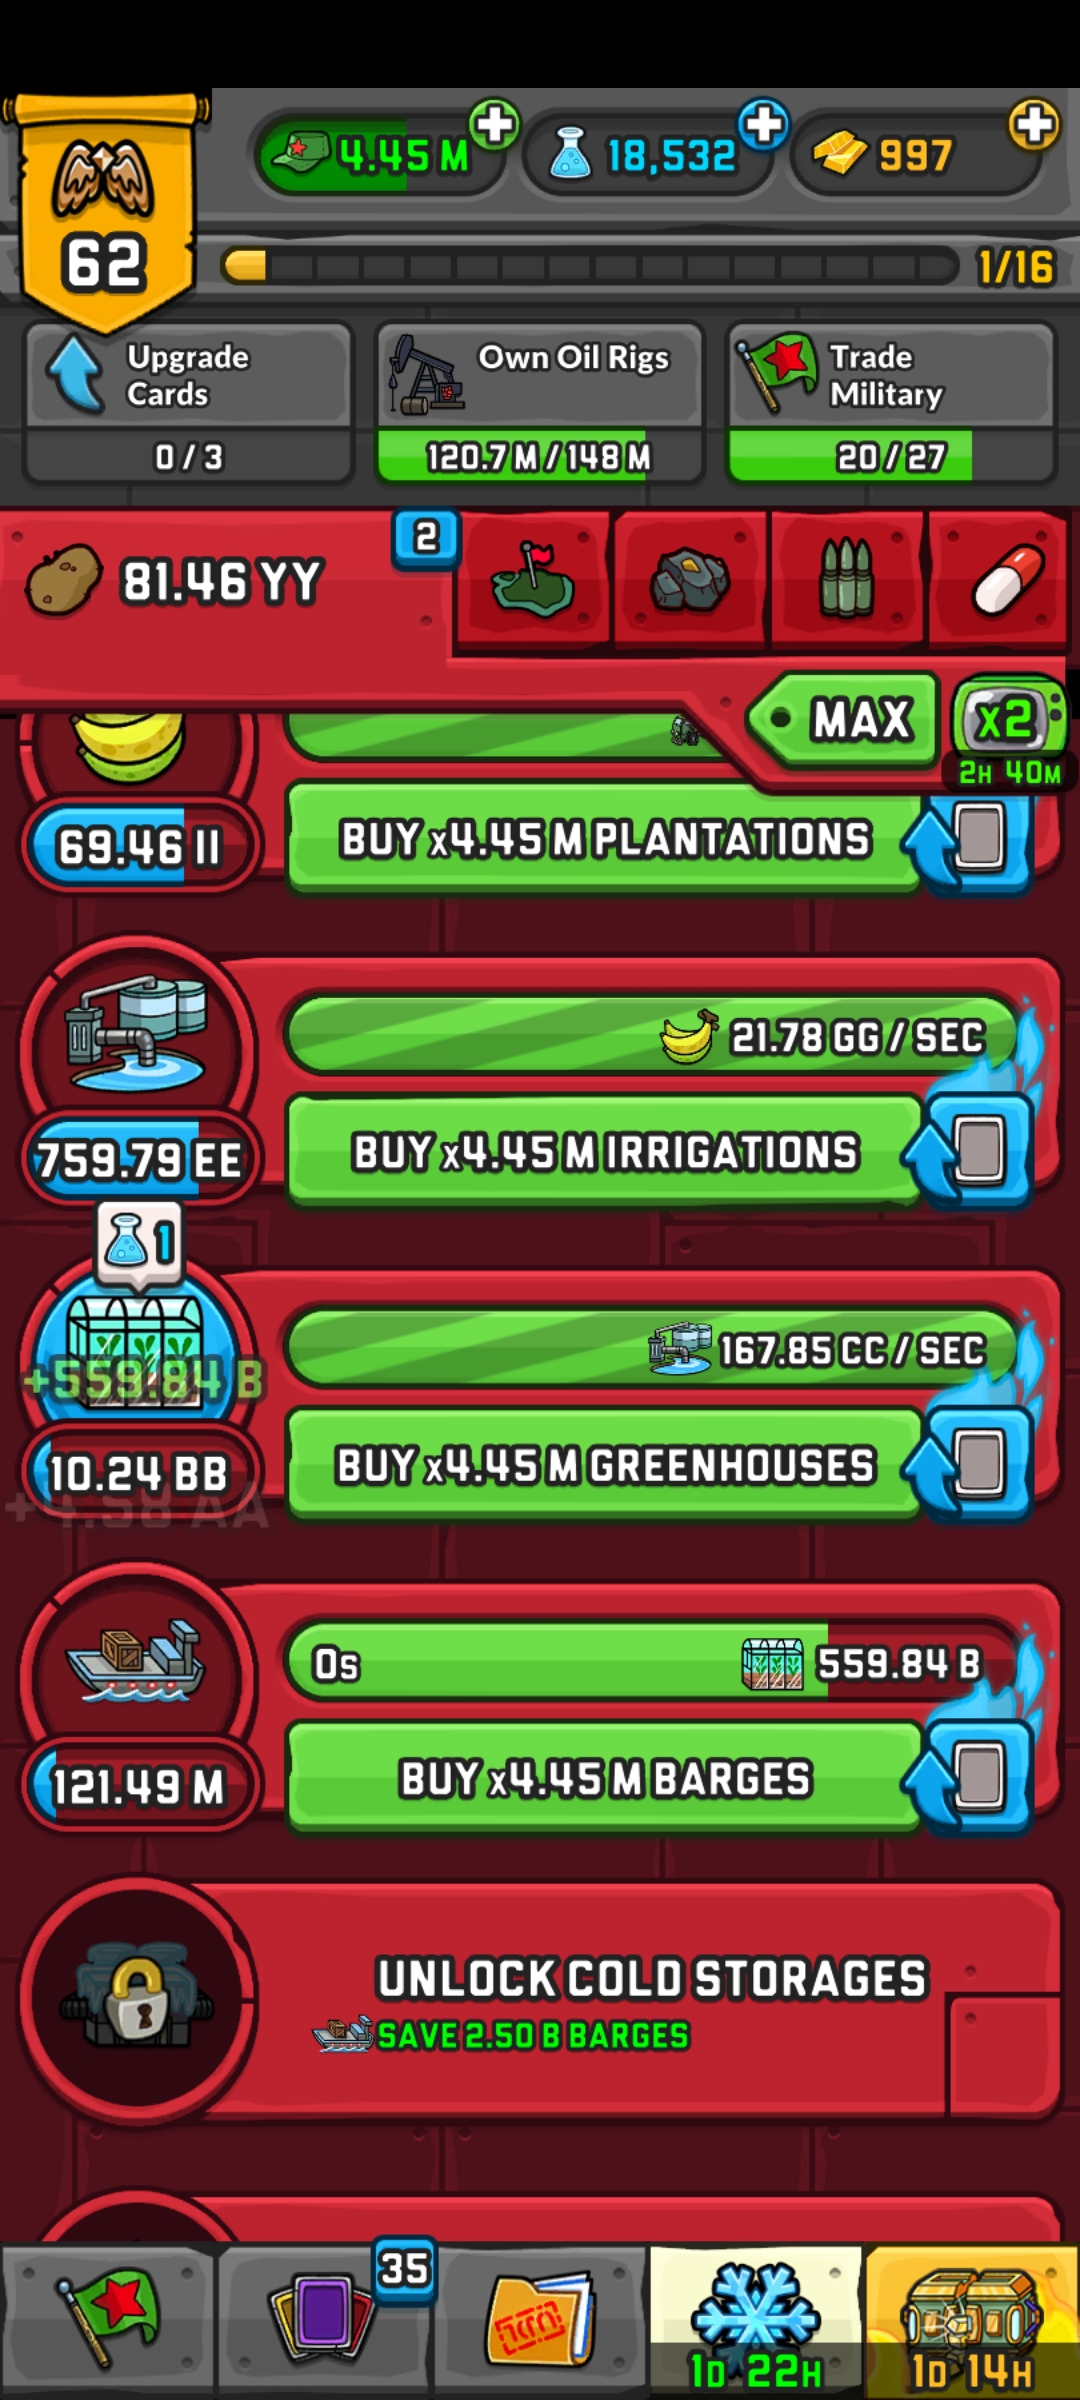 4.45 M
18,532
997
62
1/16
Upgrade
Cards
0 / 3
Own Oil Rigs
120.7 M / 148 M
Trade
Military
20 / 27
81.46 YY
2
MAX
x2
2H 40M
69.46 II
BUY x4.45 M PLANTATIONS
21.78 GG / SEC
759.79 EE
BUY x4.45 M IRRIGATIONS
1
167.85 CC / SEC
+559.84 B
10.24 BB
BUY x4.45 M GREENHOUSES
+4.58 AA
0s
559.84 B
121.49 M
BUY x4.45 M BARGES
UNLOCK COLD STORAGES
SAVE 2.50 B BARGES
35
1D 22H
1D 14H